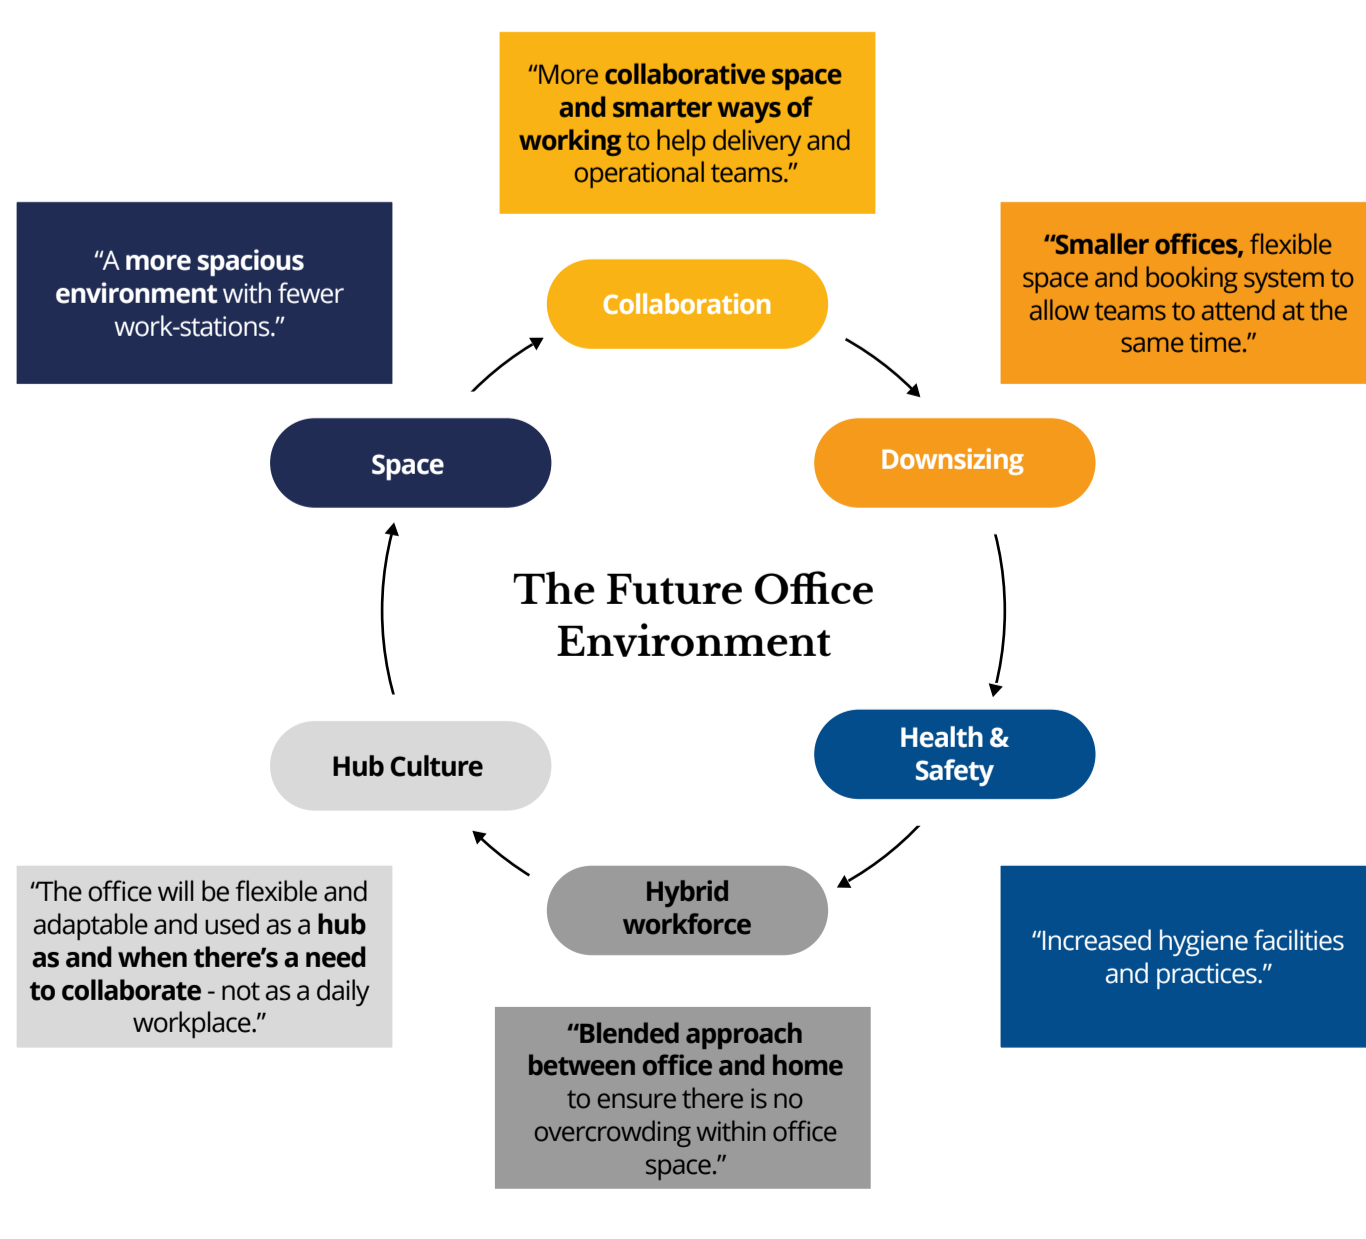 “More collaborative space
and smarter ways of
working to help delivery and
operational teams.”
“A more spacious
environment with fewer
work-stations.”
“Smaller offices, flexible
space and booking system to
allow teams to attend at the
same time.”
Collaboration
Space
Downsizing
The Future Office
Environment
Hub Culture
Health &
Safety
Hybrid
workforce
“The office will be flexible and
adaptable and used as a hub
as and when there’s a need
to collaborate - not as a daily
workplace.”
“Increased hygiene facilities
and practices.”
“Blended approach
between office and home
to ensure there is no
overcrowding within office
space.”